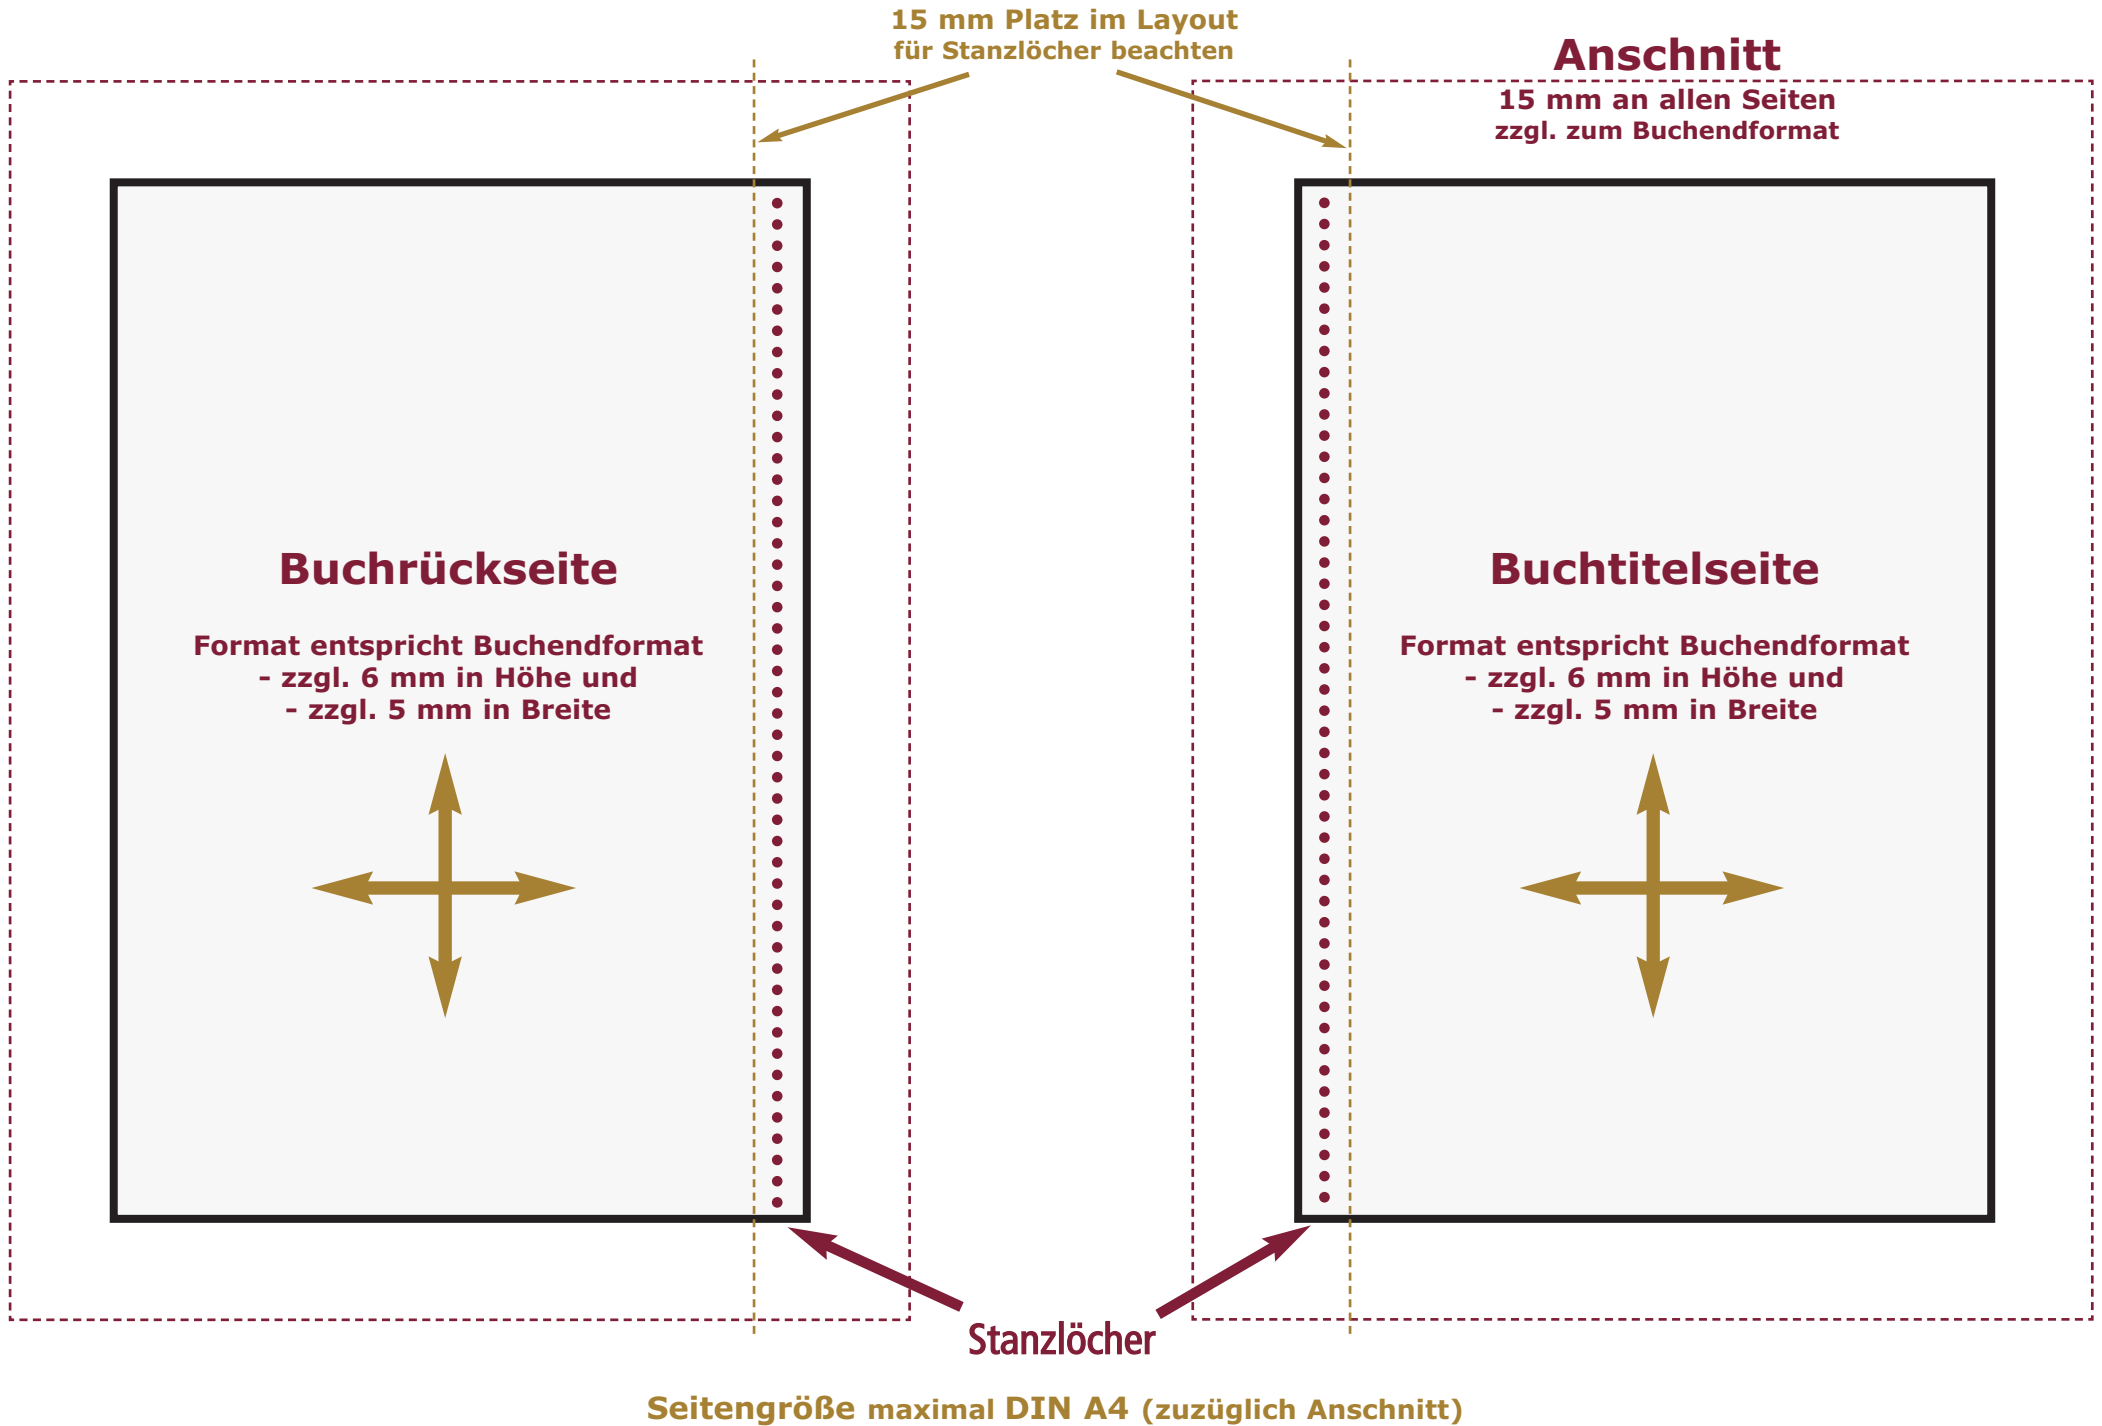 15 mm Platz im Layout
für Stanzlöcher beachten
Anschnitt
15 mm an allen Seiten
zzgl. zum Buchendformat
Buchrückseite
Format entspricht Buchendformat
- zzgl. 6 mm in Höhe und
- zzgl. 5 mm in Breite
Buchtitelseite
Format entspricht Buchendformat
- zzgl. 6 mm in Höhe und
- zzgl. 5 mm in Breite
Stanzlöcher
Seitengröße maximal DIN A4 (zuzüglich Anschnitt)